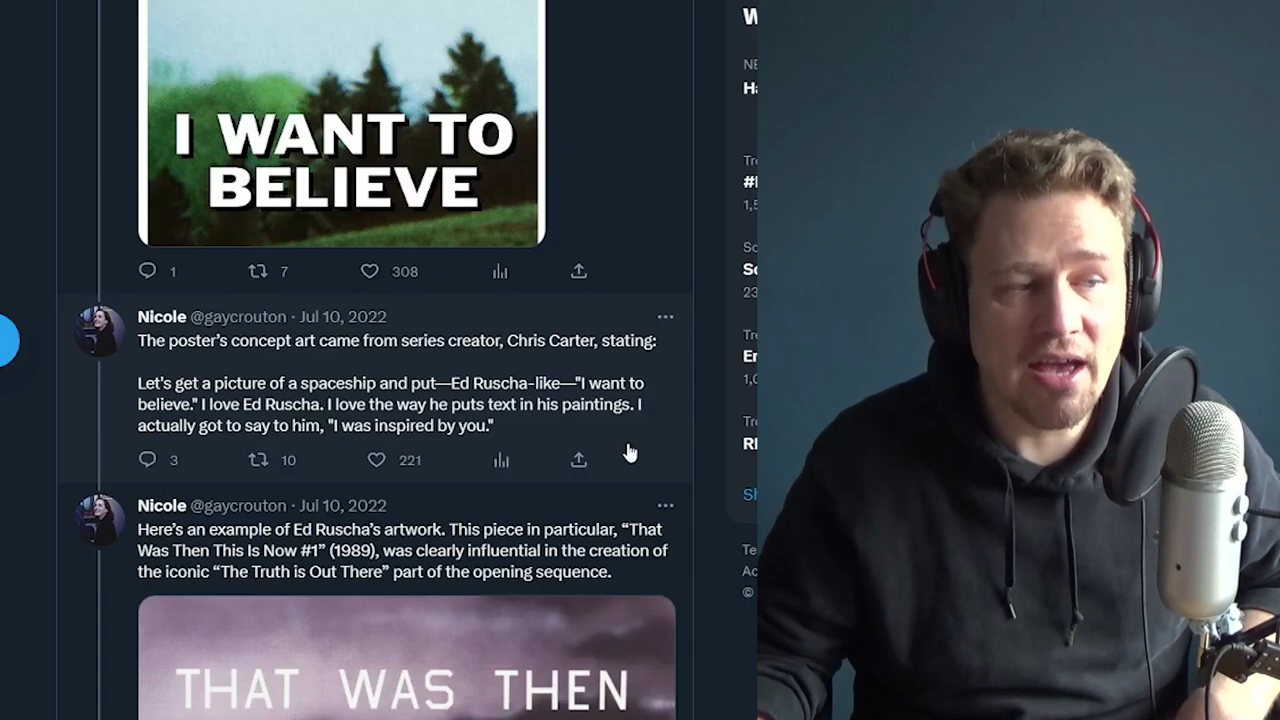 I WANT TO
BELIEVE
1
7
308
Nicole @gaycrouton · Jul 10, 2022
The poster's concept art came from series creator, Chris Carter, stating:
Let's get a picture of a spaceship and put—Ed Ruscha-like—"I want to
believe." I love Ed Ruscha. I love the way he puts text in his paintings. I
actually got to say to him, "I was inspired by you."
3
10
221
Nicole @gaycrouton · Jul 10, 2022
Here's an example of Ed Ruscha's artwork. This piece in particular, “That
Was Then This Is Now #1” (1989), was clearly influential in the creation of
the iconic “The Truth is Out There” part of the opening sequence.
THAT WAS THEN
W
©